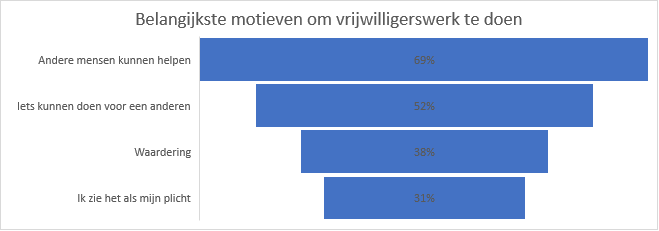 Belangijkste motieven om vrijwilligerswerk te doen
Andere mensen kunnen helpen
69%
Iets kunnen doen voor een anderen
52%
Waardering
38%
Ik zie het als mijn plicht
31%